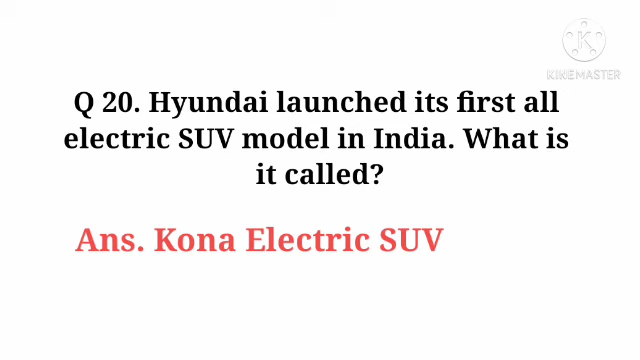 KINEMASTER
Q 20. Hyundai launched its first all
electric SUV model in India. What is
it called?
Ans. Kona Electric SUV